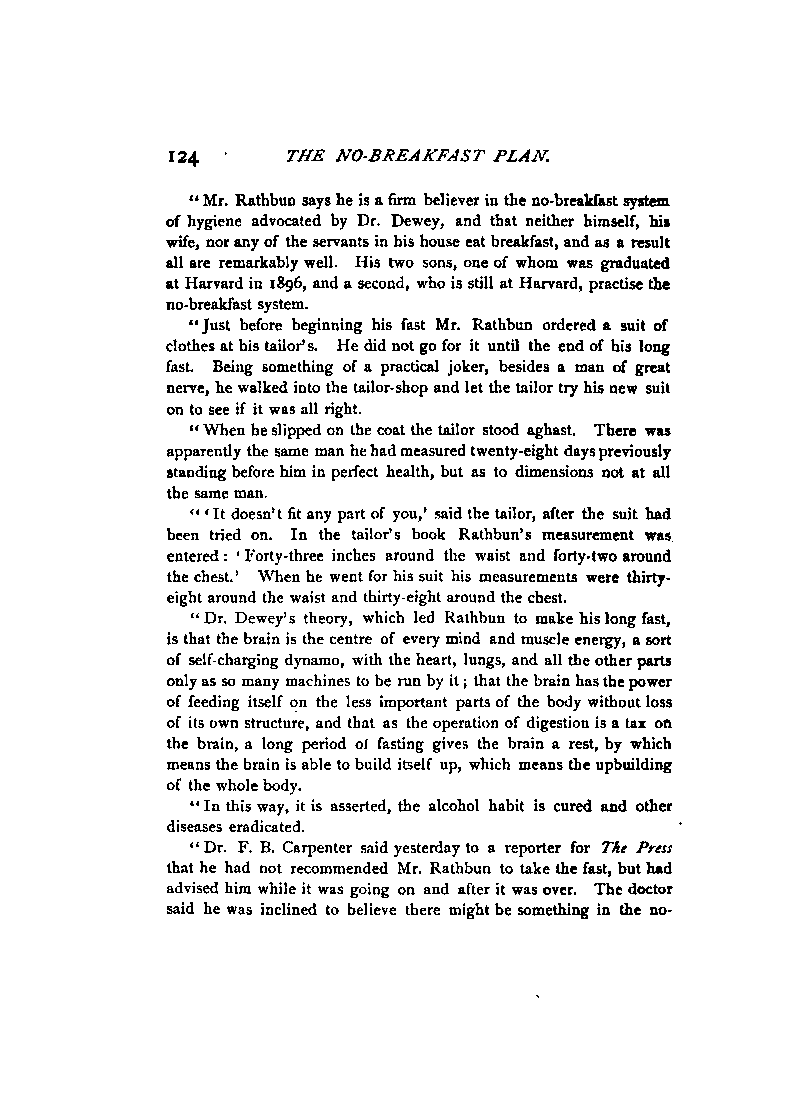 124 THE NO-BREAKFAST PLAN.
“Mr. Rathbun says he is a firm believer in the no-breakfast system
of hygiene advocated by Dr. Dewey, and that neither himself, his
wife, nor any of the servants in his house eat breakfast, and as a result
all are remarkably well. His two sons, one of whom was graduated
at Harvard in 1896, and a second, who is still at Harvard, practise the
no-breakfast system.
“Just before beginning his fast Mr. Rathbun ordered a suit of
clothes at his tailor’s. He did not go for it until the end of his long
fast. Being something of a practical joker, besides a man of great
nerve, he walked into the tailor-shop and let the tailor try his new suit
on to see if it was all right.
“When he slipped on the coat the tailor stood aghast. There was
apparently the same man he had measured twenty-eight days previously
standing before him in perfect health, but as to dimensions not at all
the same man.
“‘It doesn’t fit any part of you,’ said the tailor, after the suit had
been tried on. In the tailor’s book Rathbun’s measurement was
entered: ‘Forty-three inches around the waist and forty-two around
the chest.’ When he went for his suit his measurements were thirty-
eight around the waist and thirty-eight around the chest.
“Dr. Dewey’s theory, which led Rathbun to make his long fast,
is that the brain is the centre of every mind and muscle energy, a sort
of self-charging dynamo, with the heart, lungs, and all the other parts
only as so many machines to be run by it; that the brain has the power
of feeding itself on the less important parts of the body without loss
of its own structure, and that as the operation of digestion is a tax on
the brain, a long period of fasting gives the brain a rest, by which
means the brain is able to build itself up, which means the upbuilding
of the whole body.
“In this way, it is asserted, the alcohol habit is cured and other
diseases eradicated.
“Dr. F. B. Carpenter said yesterday to a reporter for The Press
that he had not recommended Mr. Rathbun to take the fast, but had
advised him while it was going on and after it was over. The doctor
said he was inclined to believe there might be something in the no-